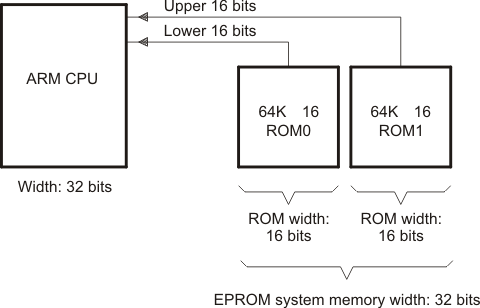 Upper 16 bits
Lower 16 bits
ARM CPU
64K 16
ROM0
64K 16
ROM1
Width: 32 bits
ROM width:
16 bits
ROM width:
16 bits
EPROM system memory width: 32 bits